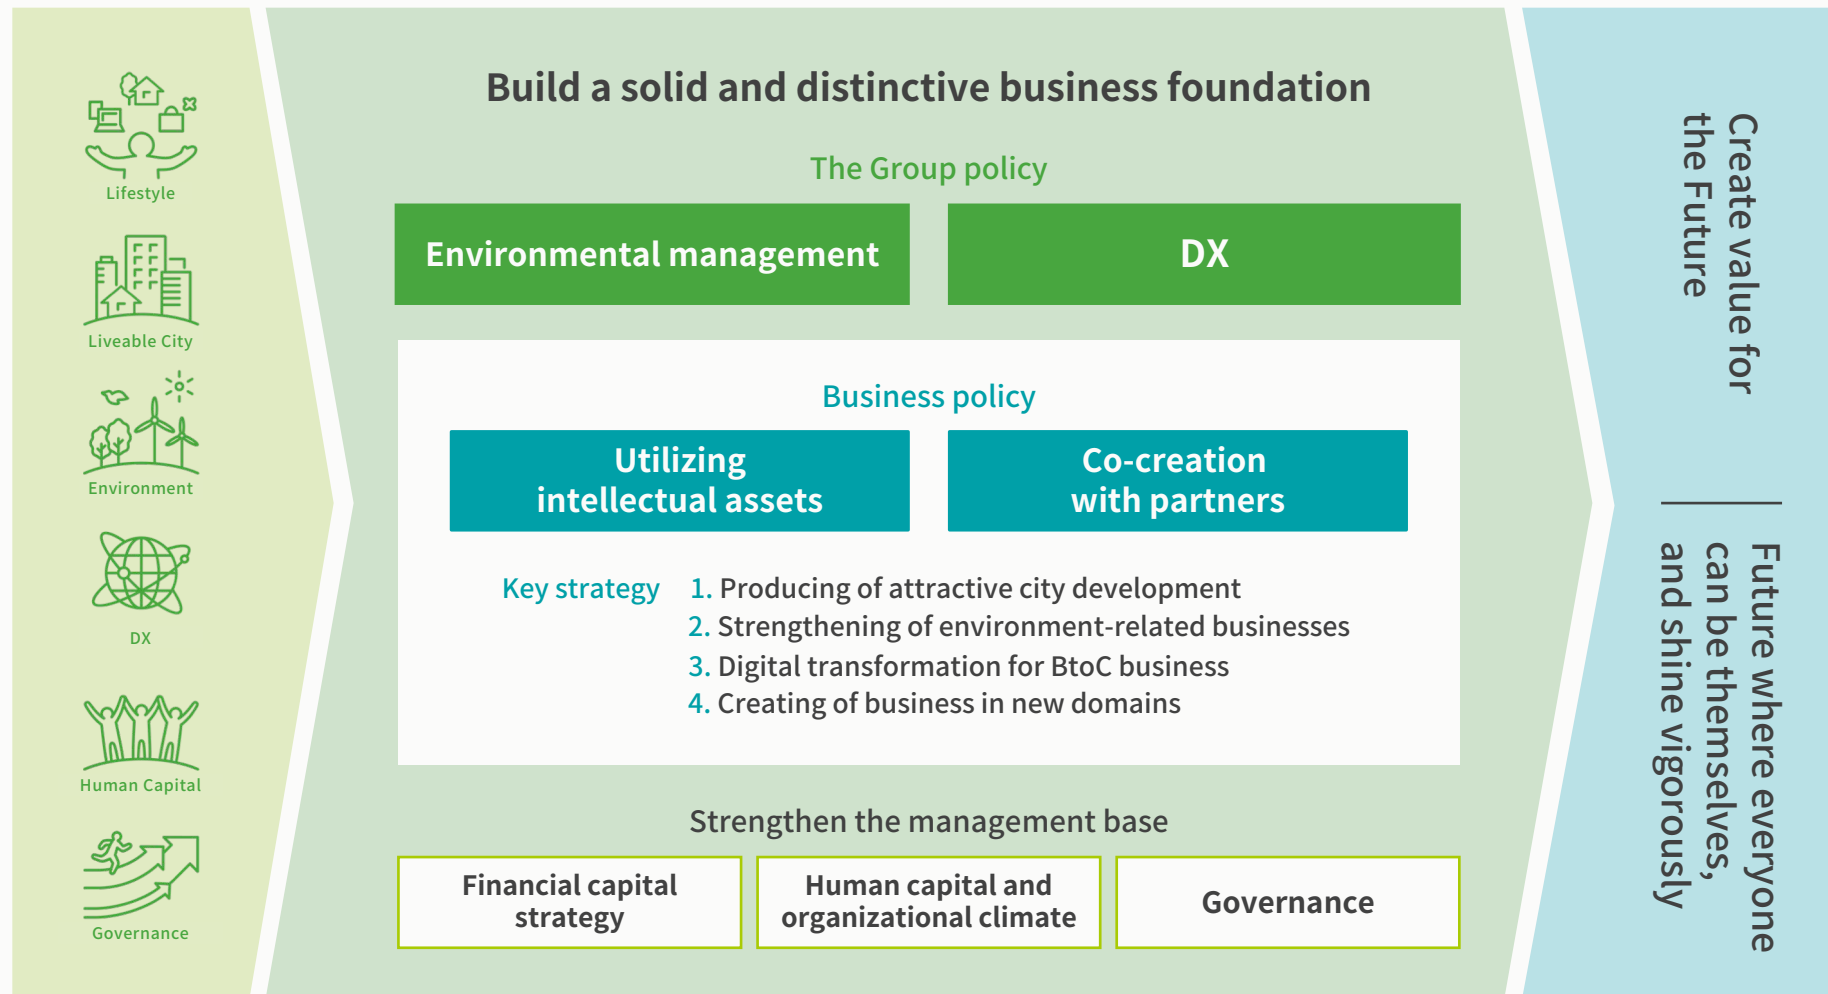 Lifestyle
Liveable City
Environment
DX
Human Capital
Governance
Build a solid and distinctive business foundation
The Group policy
Environmental management
DX
Business policy
Utilizing
intellectual assets
Co-creation
with partners
Key strategy
1. Producing of attractive city development
2. Strengthening of environment-related businesses
3. Digital transformation for BtoC business
4. Creating of business in new domains
Strengthen the management base
Financial capital
strategy
Human capital and
organizational climate
Governance
Create value for
the Future
Future where everyone
can be themselves,
and shine vigorously